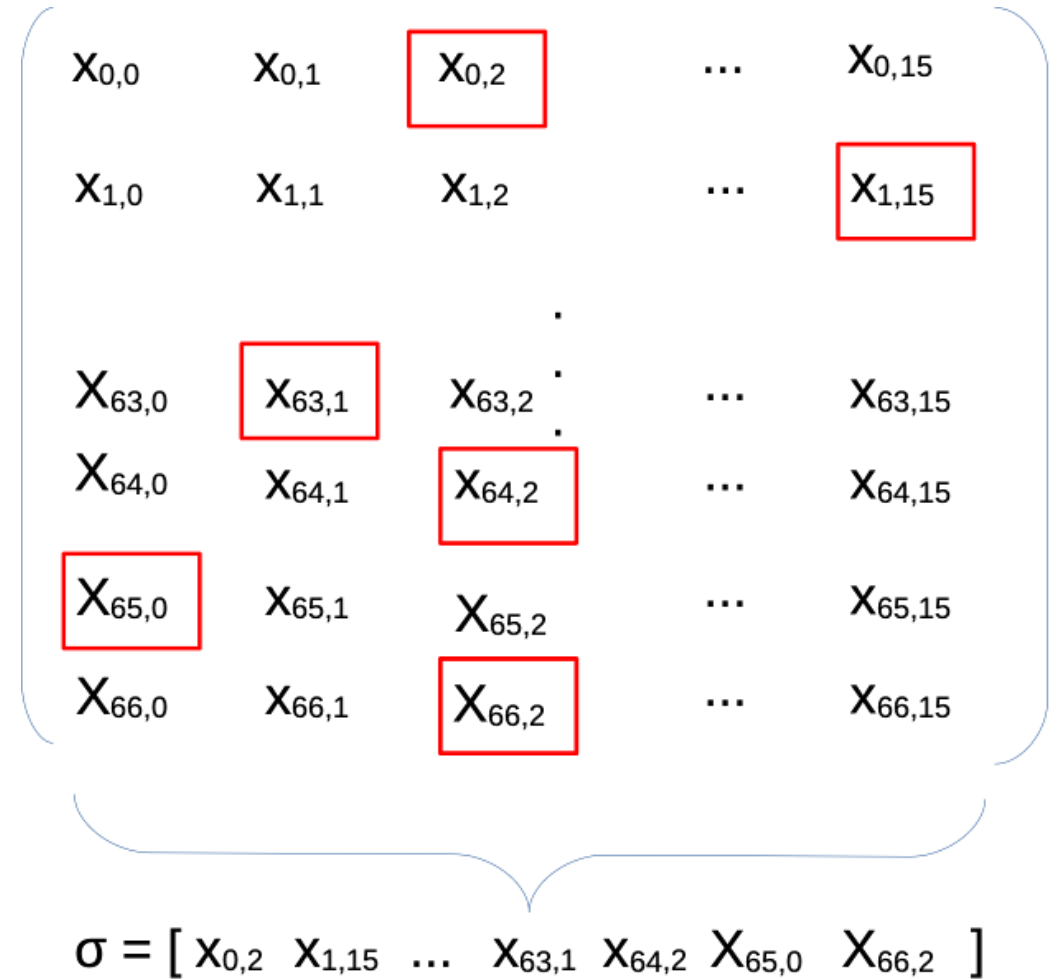 x0,0 x0,1 x0,2 ... x0,15
x1,0 x1,1 x1,2 ... x1,15
.
.
.
X63,0 x63,1 x63,2 ... x63,15
X64,0 x64,1 x64,2 ... x64,15
X65,0 x65,1 X65,2 ... x65,15
X66,0 x66,1 X66,2 ... x66,15
σ = [ x0,2 x1,15 ... x63,1 x64,2 X65,0 X66,2 ]